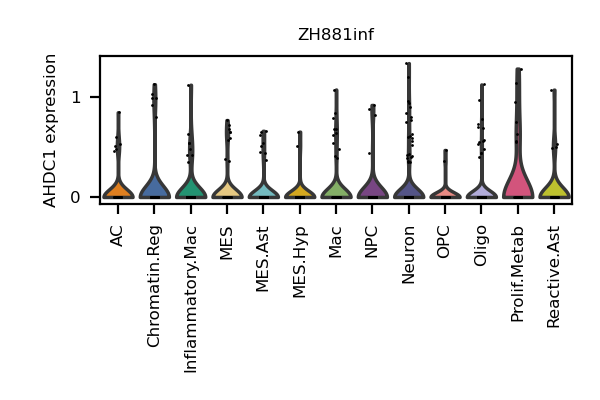 ZH881inf
AHDC1 expression
1
0
AC
Chromatin.Reg
Inflammatory.Mac
MES
MES.Ast
MES.Hyp
Mac
NPC
Neuron
OPC
Oligo
Prolif.Metab
Reactive.Ast